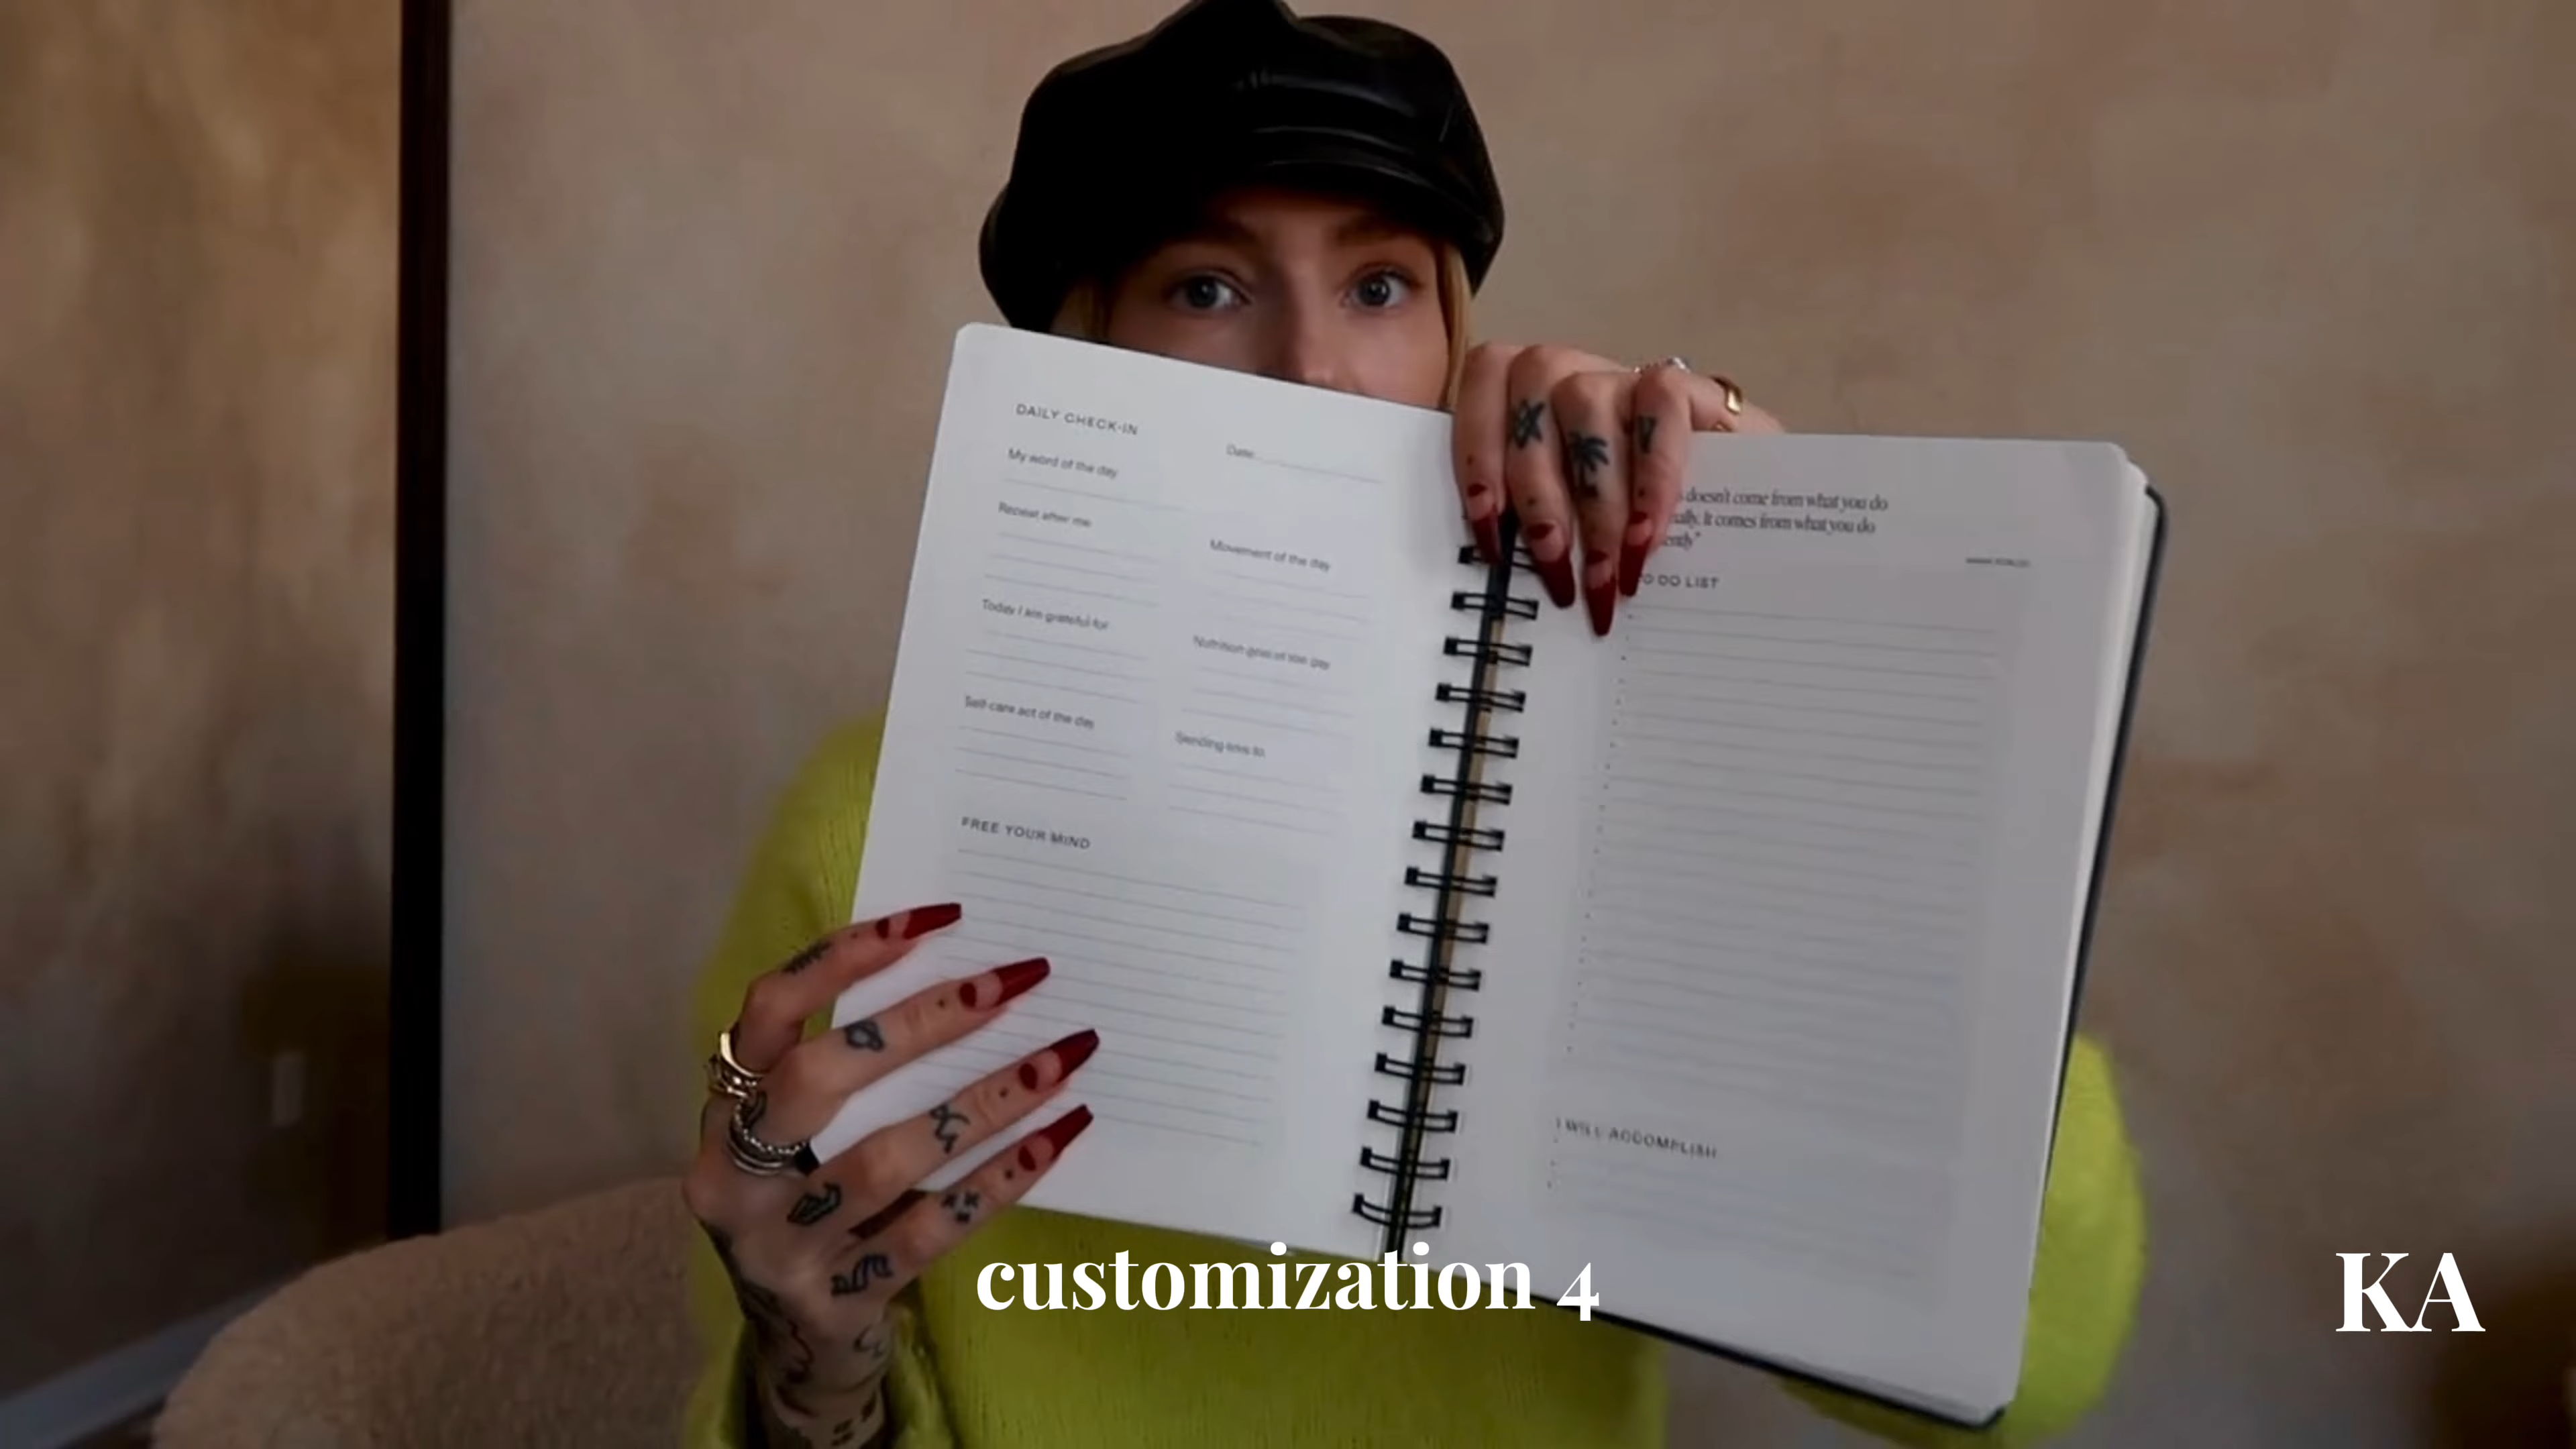 DAILY CHECK-IN
Date:
My word of the day
Repeat after me
Movement of the day
Today I am grateful for
Nutrition goal of the day
Self-care act of the day
Sending love to:
FREE YOUR MIND
doesn't come from what you do
It comes from what you do
O DO LIST
I WILL ACCOMPLISH
customization 4
KA